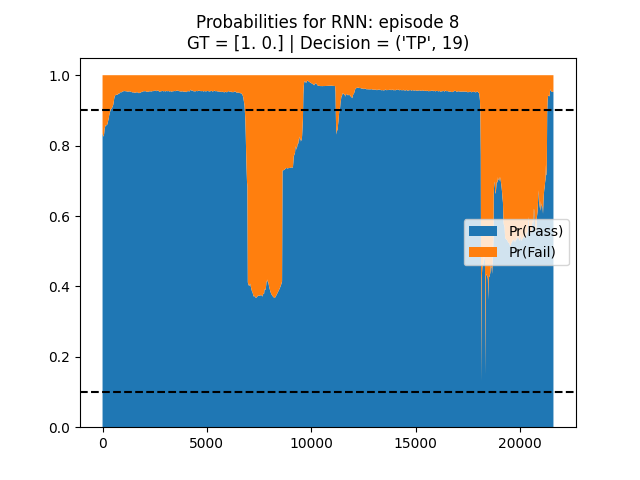 Probabilities for RNN: episode 8
GT = [1. 0.] | Decision = ('TP', 19)
1.0
0.8
0.6
0.4
0.2
0.0
Pr(Pass)
Pr(Fail)
0
5000
10000
15000
20000